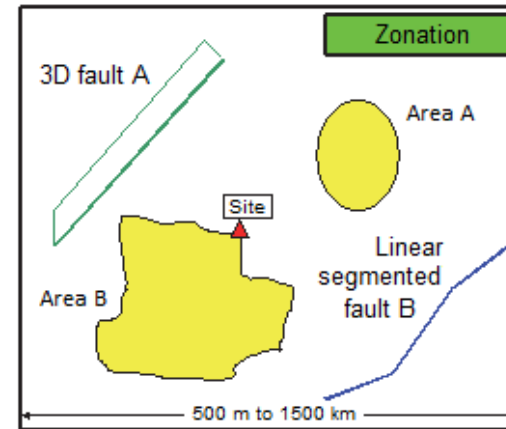 Zonation
3D fault A
Area A
Site
Linear
segmented
fault B
Area B
500 m to 1500 km